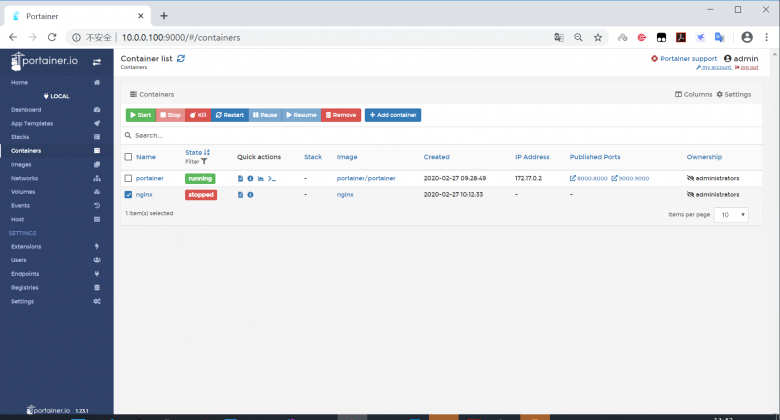 Portainer
不安全 10.0.0.100:9000/#/containers
portainer.io
Container list
Containers
Portainer support admin
my account log out
Home
LOCAL
Dashboard
App Templates
Stacks
Containers
Images
Networks
Volumes
Events
Host
SETTINGS
Extensions
Users
Endpoints
Registries
Settings
portainer.io 1.23.1
Containers
Columns Settings
Start Stop Kill Restart Pause Resume Remove Add container
Search...
Name State Filter Quick actions Stack Image Created IP Address Published Ports Ownership
portainer running - portainer/portainer 2020-02-27 09:28:49 172.17.0.2 8000:8000 9000:9000 administrators
nginx stopped - nginx 2020-02-27 10:12:33 - - administrators
1 item(s) selected
Items per page 10